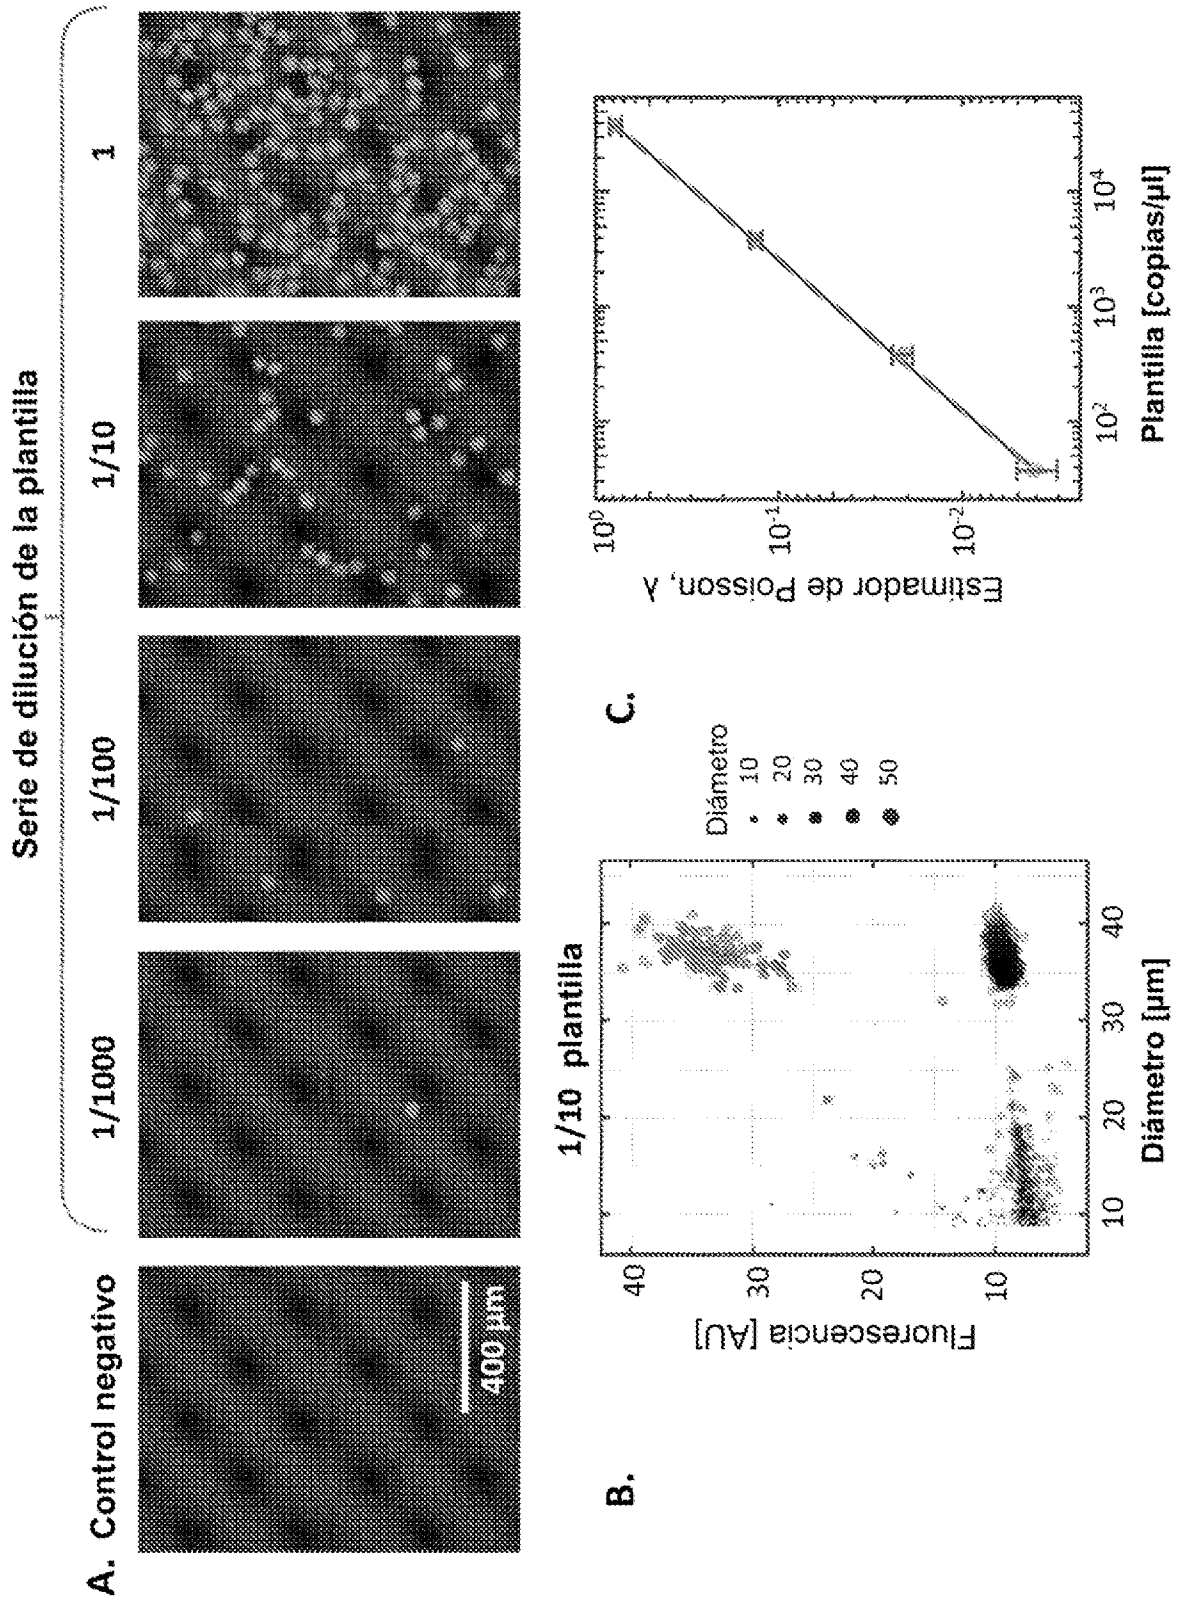 Serie de dilución de la plantilla
A. Control negativo
1/1000
1/100
1/10
1
400 µm
B.
1/10 plantilla
Fluorescencia [AU]
40
30
20
10
10
20
30
40
Diámetro [µm]
Diámetro
10
20
30
40
50
C.
Estimador de Poisson, λ
10⁰
10⁻¹
10⁻²
10²
10³
10⁴
Plantilla [copias/µl]